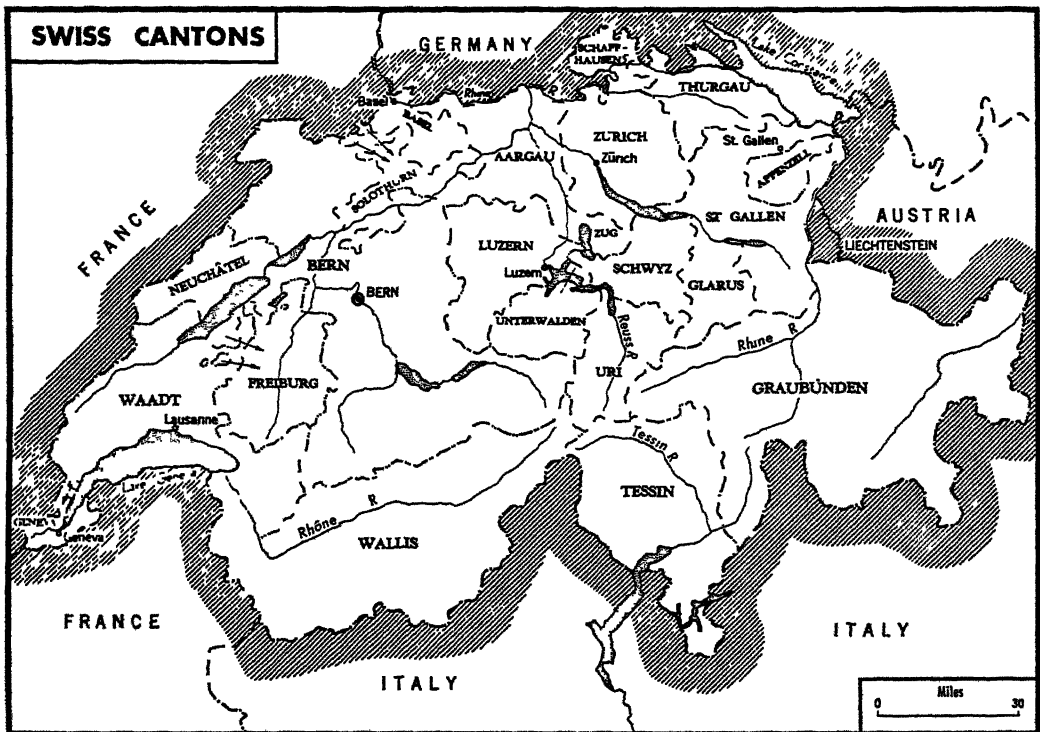 SWISS CANTONS
GERMANY
SCHAFF-
HAUSEN
Lake Constance
THURGAU
Basel
Rhine
R
BASEL
ZURICH
Zürich
St. Gallen
R
APPENZELL
AARGAU
SOLOTHURN
ST GALLEN
AUSTRIA
LIECHTENSTEIN
FRANCE
ZUG
LUZERN
Luzern
SCHWYZ
GLARUS
NEUCHÂTEL
BERN
BERN
UNTERWALDEN
Reuss R
Rhine R
URI
GRAUBÜNDEN
FREIBURG
WAADT
Lausanne
Tessin R
TESSIN
GENEVA
Geneva
Rhône R
WALLIS
FRANCE
ITALY
ITALY
Miles
0 30